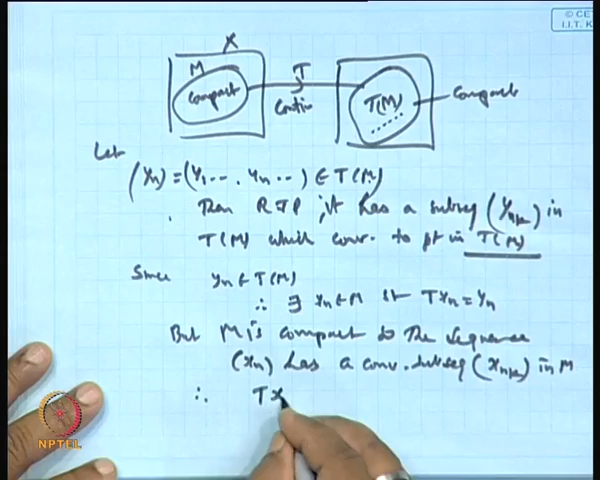 © CET
I.I.T. K
X
M
compact
T
Contin
T(M)
Compact
Let
(yn) = (y1 -- . yn --) ∈ T(M)
Then RTP , it has a subseq (ynk) in
T(M) which conv. to pt in T(M)
Since yn ∈ T(M)
∴ ∃ xn ∈ M st Txn = yn
But M is compact so the sequence
(xn) has a conv. subseq (xnk) in M
∴ Tx
NPTEL